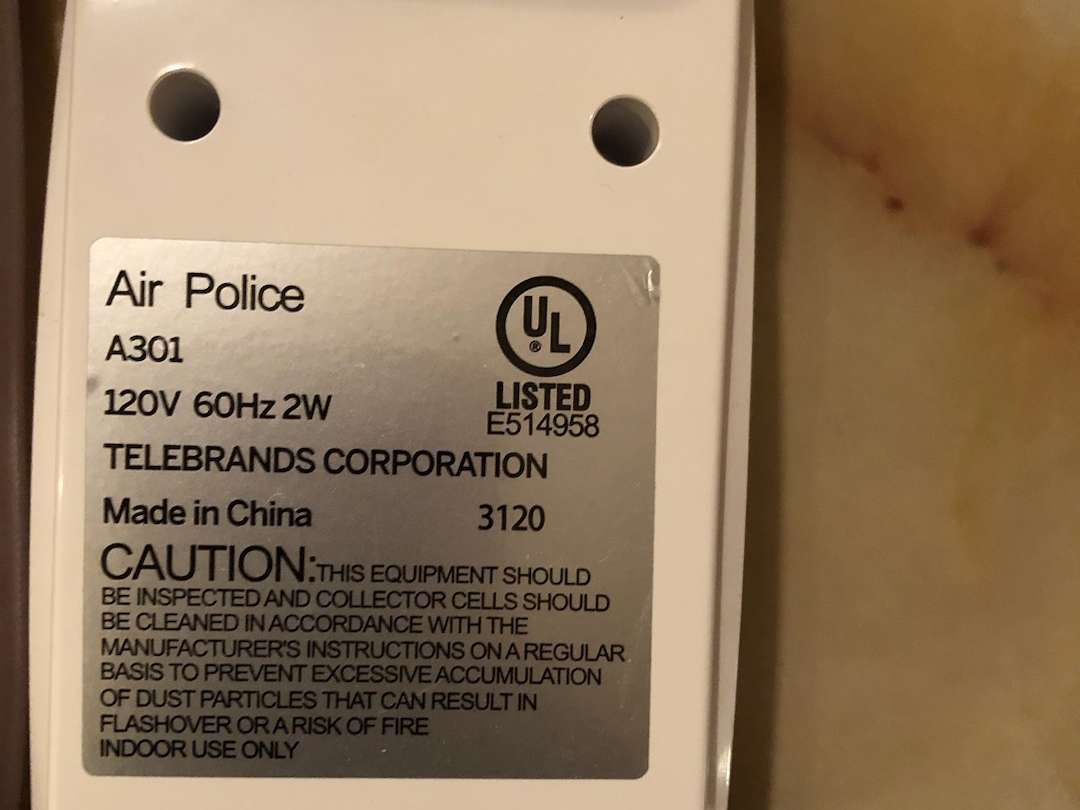 Air Police
A301
120V 60Hz 2W
UL
®
LISTED
E514958
TELEBRANDS CORPORATION
Made in China 3120
CAUTION:THIS EQUIPMENT SHOULD
BE INSPECTED AND COLLECTOR CELLS SHOULD
BE CLEANED IN ACCORDANCE WITH THE
MANUFACTURER'S INSTRUCTIONS ON A REGULAR
BASIS TO PREVENT EXCESSIVE ACCUMULATION
OF DUST PARTICLES THAT CAN RESULT IN
FLASHOVER OR A RISK OF FIRE
INDOOR USE ONLY